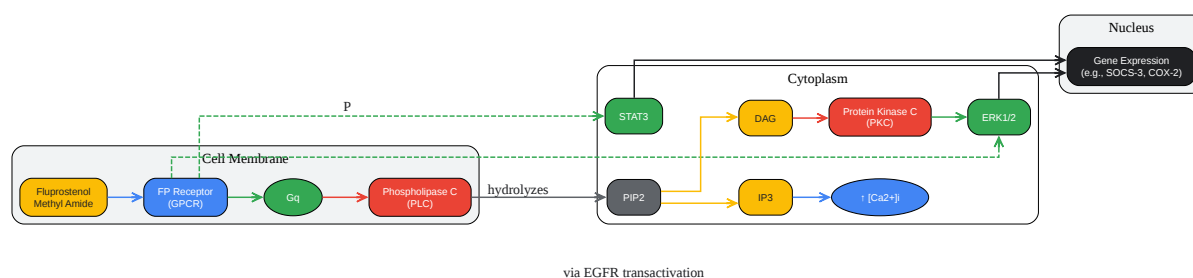 Nucleus
Gene Expression
(e.g., SOCS-3, COX-2)
Cytoplasm
P
STAT3
DAG
Protein Kinase C
(PKC)
ERK1/2
Cell Membrane
Fluprostenol
Methyl Amide
FP Receptor
(GPCR)
Gq
Phospholipase C
(PLC)
hydrolyzes
PIP2
IP3
↑ [Ca2+]i
via EGFR transactivation